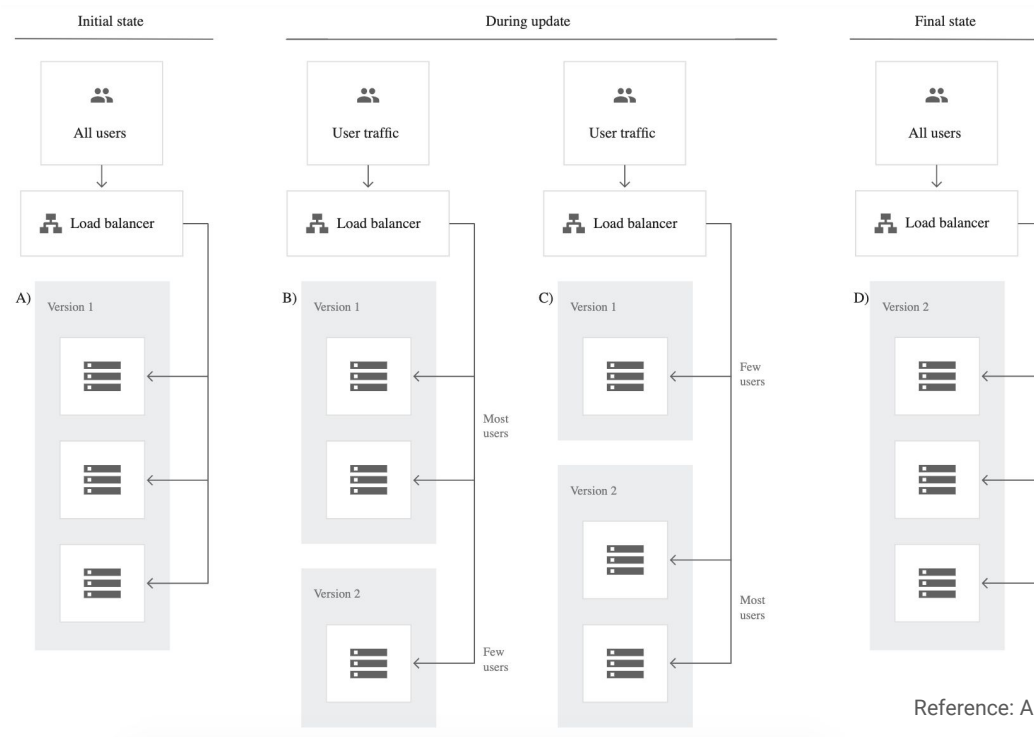 Initial state
During update
Final state
All users
User traffic
User traffic
All users
Load balancer
Load balancer
Load balancer
Load balancer
A)
Version 1
B)
Version 1
Most
users
Version 2
Few
users
C)
Version 1
Few
users
Version 2
Most
users
D)
Version 2
Reference: A